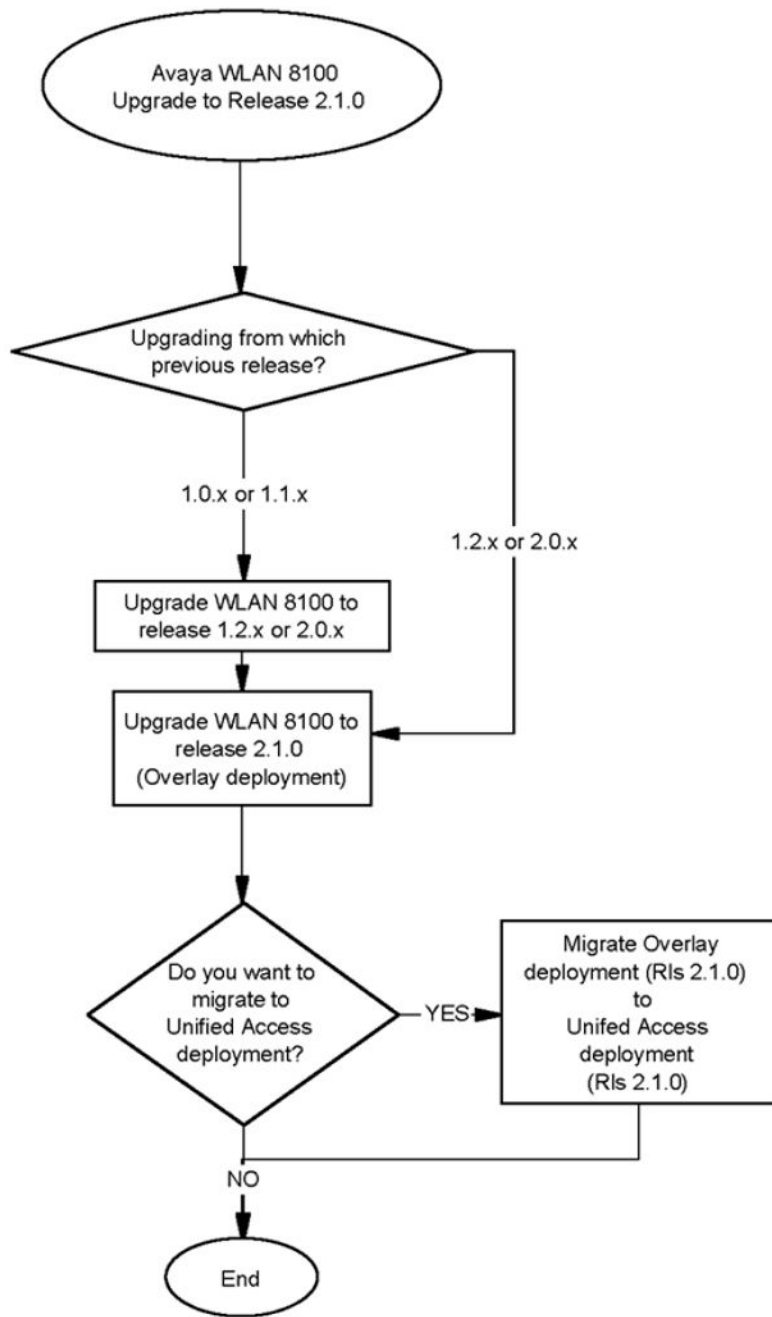 Avaya WLAN 8100
Upgrade to Release 2.1.0
Upgrading from which
previous release?
1.0.x or 1.1.x
1.2.x or 2.0.x
Upgrade WLAN 8100 to
release 1.2.x or 2.0.x
Upgrade WLAN 8100 to
release 2.1.0
(Overlay deployment)
Do you want to
migrate to
Unified Access
deployment?
YES
Migrate Overlay
deployment (Rls 2.1.0)
to
Unifed Access
deployment
(Rls 2.1.0)
NO
End